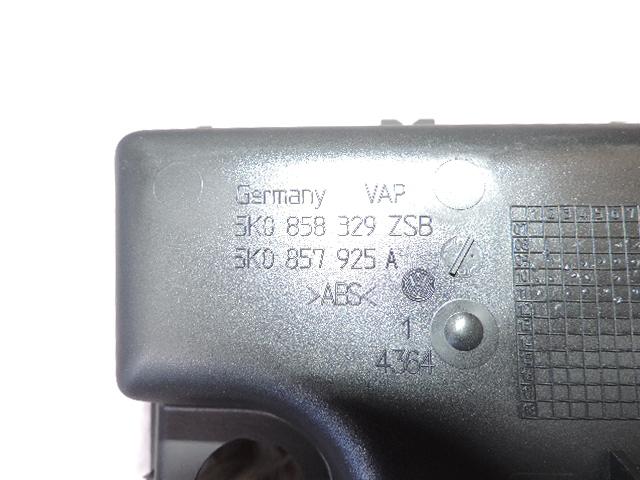 Germany VAP
5K0 858 329 ZSB
5K0 857 925 A
>ABS<
1
4364